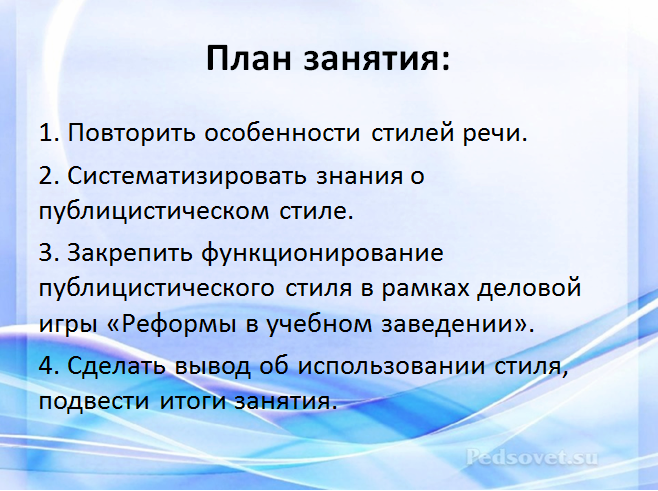 План занятия:
1. Повторить особенности стилей речи.
2. Систематизировать знания о
публицистическом стиле.
3. Закрепить функционирование
публицистического стиля в рамках деловой
игры «Реформы в учебном заведении».
4. Сделать вывод об использовании стиля,
подвести итоги занятия.
Pedsovet.su